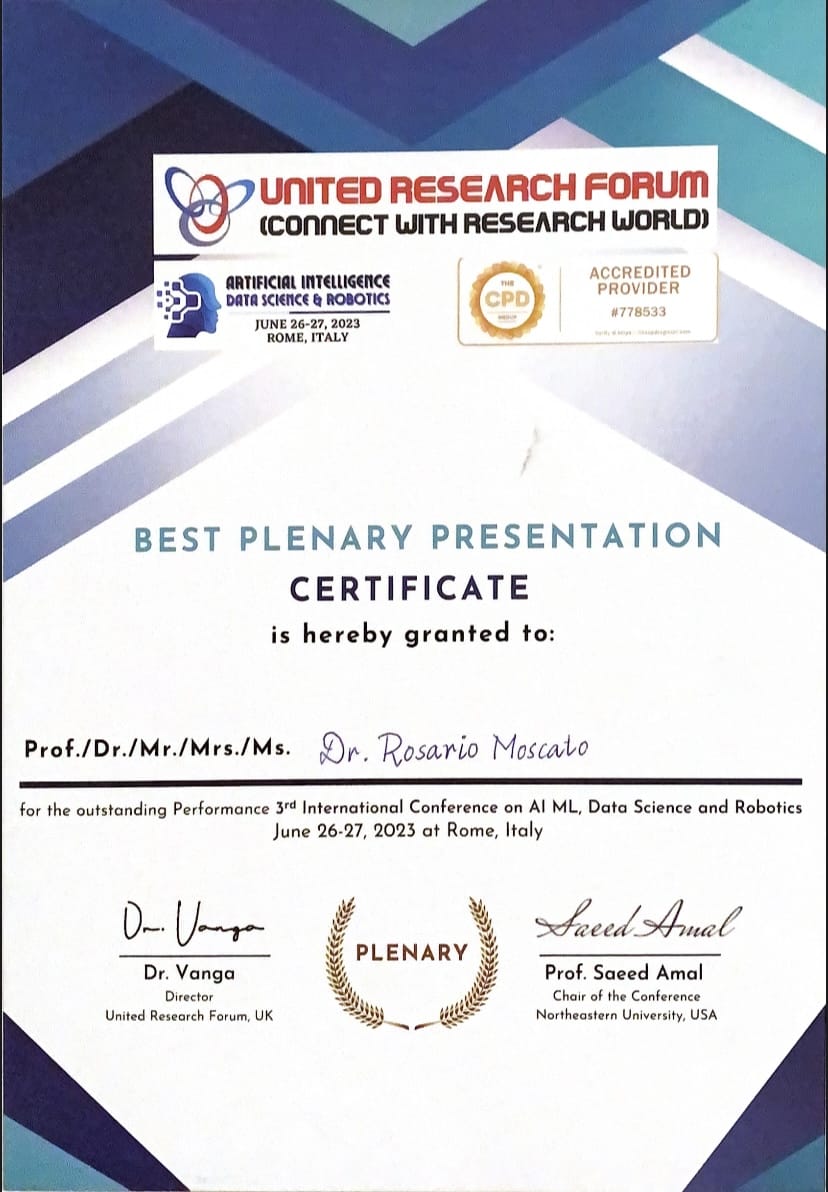 UNITED RESEARCH FORUM
(CONNECT WITH RESEARCH WORLD)
ARTIFICIAL INTELLIGENCE
DATA SCIENCE & ROBOTICS
JUNE 26-27, 2023
ROME, ITALY
THE
CPD
GROUP
ACCREDITED
PROVIDER
#778533
BEST PLENARY PRESENTATION
CERTIFICATE
is hereby granted to:
Prof./Dr./Mr./Mrs./Ms. Dr. Rosario Moscato
for the outstanding Performance 3rd International Conference on AI ML, Data Science and Robotics
June 26-27, 2023 at Rome, Italy
Dr. Vanga
Saeed Amal
PLENARY
Dr. Vanga
Director
United Research Forum, UK
Prof. Saeed Amal
Chair of the Conference
Northeastern University, USA